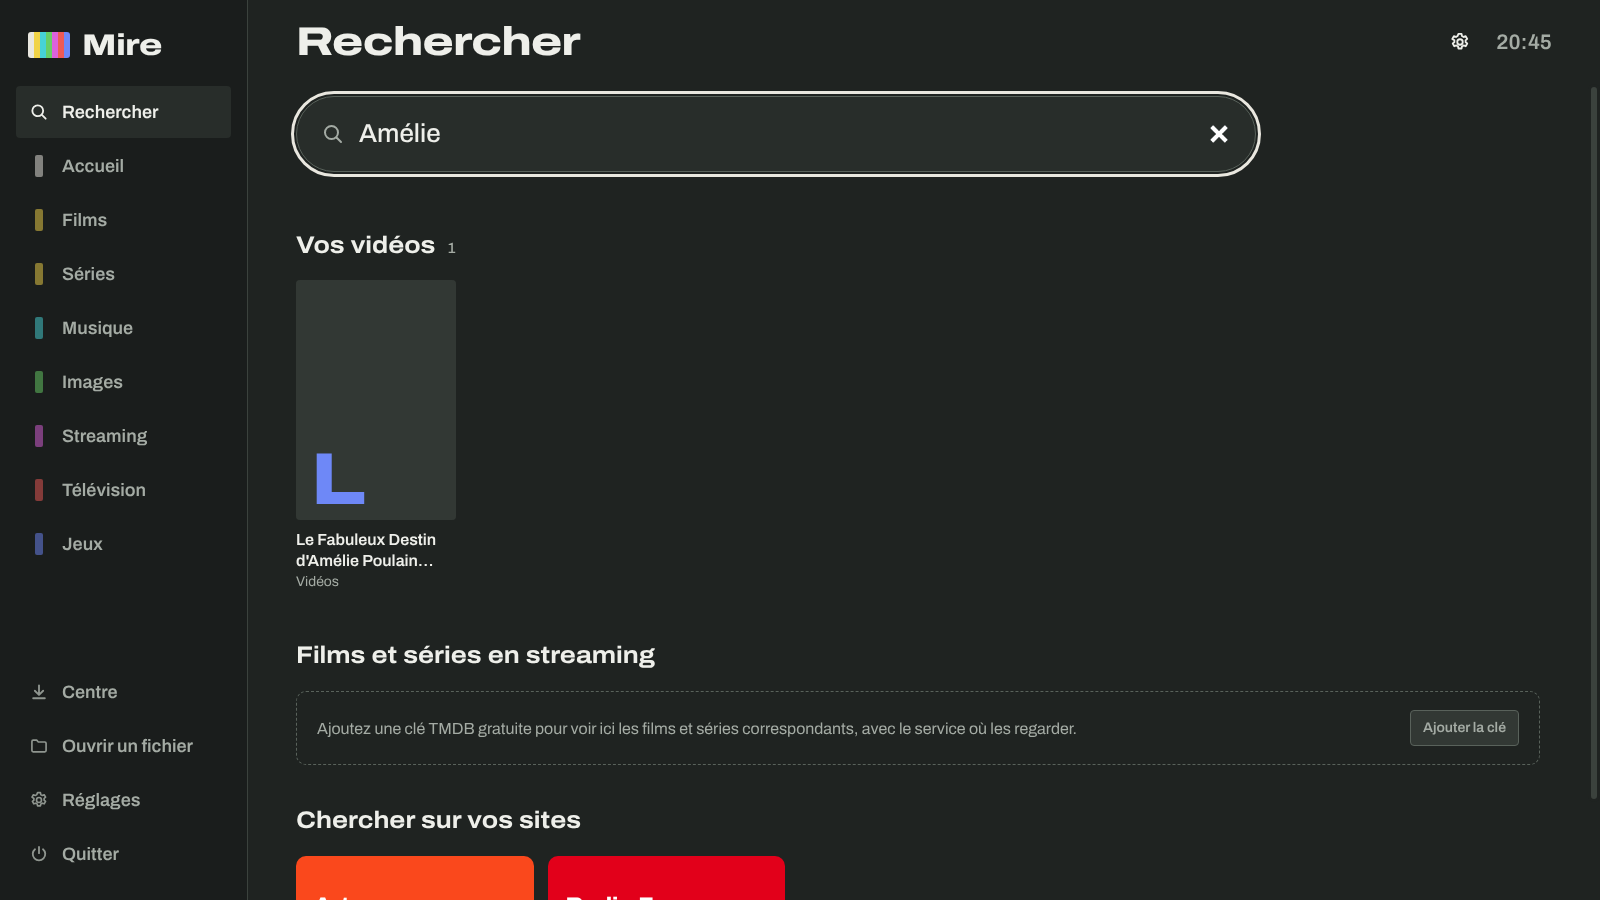 Mire
Rechercher
Accueil
Films
Séries
Musique
Images
Streaming
Télévision
Jeux
Centre
Ouvrir un fichier
Réglages
Quitter
Rechercher
20:45
Amélie
Vos vidéos 1
L
Le Fabuleux Destin
d'Amélie Poulain...
Vidéos
Films et séries en streaming
Ajoutez une clé TMDB gratuite pour voir ici les films et séries correspondants, avec le service où les regarder.
Ajouter la clé
Chercher sur vos sites